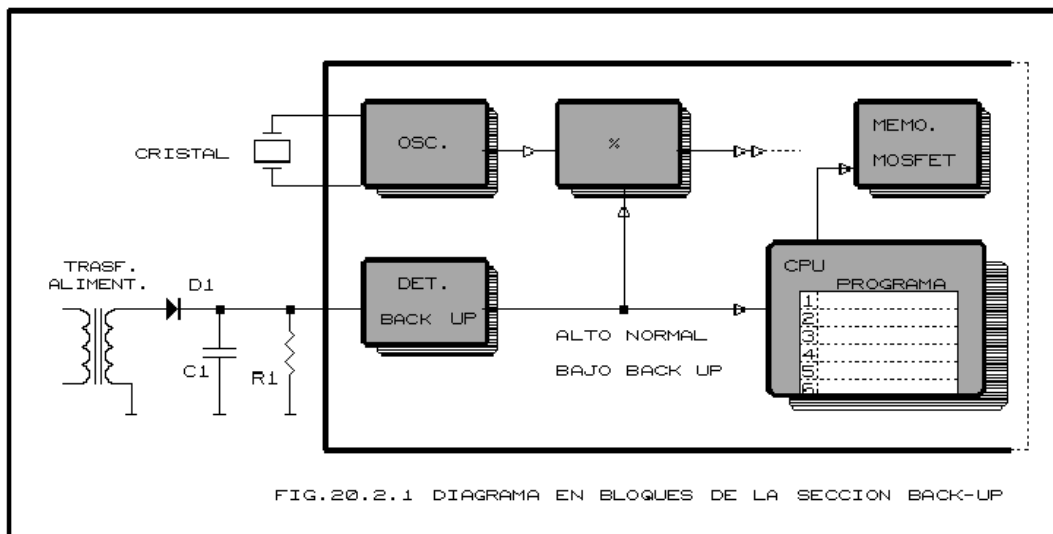 OSC.
%
MEMO.
MOSFET
CRISTAL
CPU
PROGRAMA
1
2
3
4
5
6
TRASF.
ALIMENT.
D1
DET.
BACK UP
C1
R1
ALTO NORMAL
BAJO BACK UP
FIG.20.2.1 DIAGRAMA EN BLOQUES DE LA SECCION BACK-UP